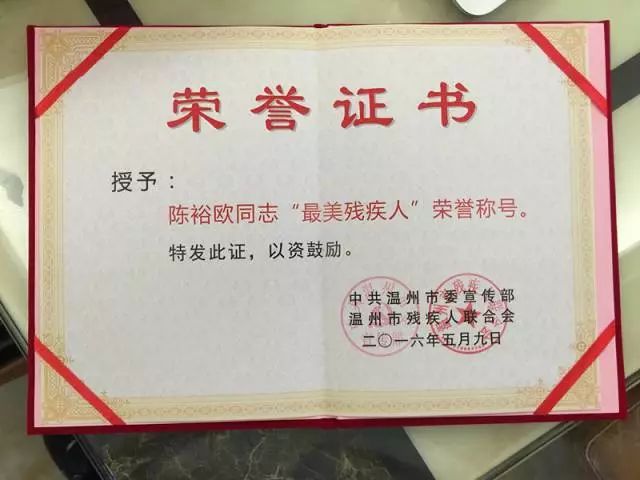 荣誉证书
授予：
陈裕欧同志“最美残疾人”荣誉称号。
特发此证，以资鼓励。
中共温州市委宣传部
温州市残疾人联合会
二〇一六年五月九日